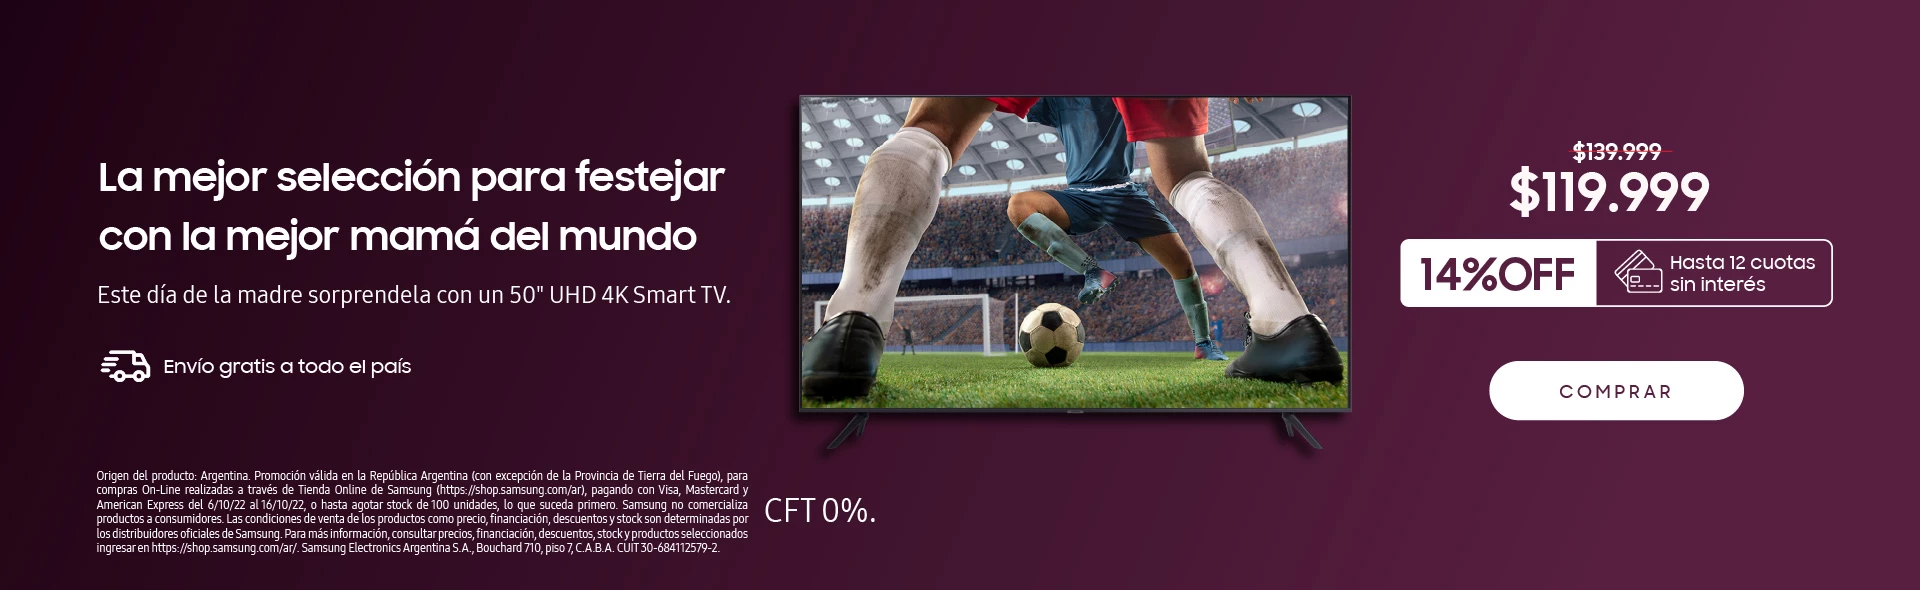 La mejor selección para festejar
con la mejor mamá del mundo
Este día de la madre sorprendela con un 50" UHD 4K Smart TV.
Envío gratis a todo el país
Origen del producto: Argentina. Promoción válida en la República Argentina (con excepción de la Provincia de Tierra del Fuego), para
compras On-Line realizadas a través de Tienda Online de Samsung (https://shop.samsung.com/ar), pagando con Visa, Mastercard y
American Express del 6/10/22 al 16/10/22, o hasta agotar stock de 100 unidades, lo que suceda primero. Samsung no comercializa
productos a consumidores. Las condiciones de venta de los productos como precio, financiación, descuentos y stock son determinadas por
los distribuidores oficiales de Samsung. Para más información, consultar precios, financiación, descuentos, stock y productos seleccionados
ingresar en https://shop.samsung.com/ar/. Samsung Electronics Argentina S.A., Bouchard 710, piso 7, C.A.B.A. CUIT 30-684112579-2.
CFT 0%.
$139.999
$119.999
14%OFF
Hasta 12 cuotas
sin interés
COMPRAR